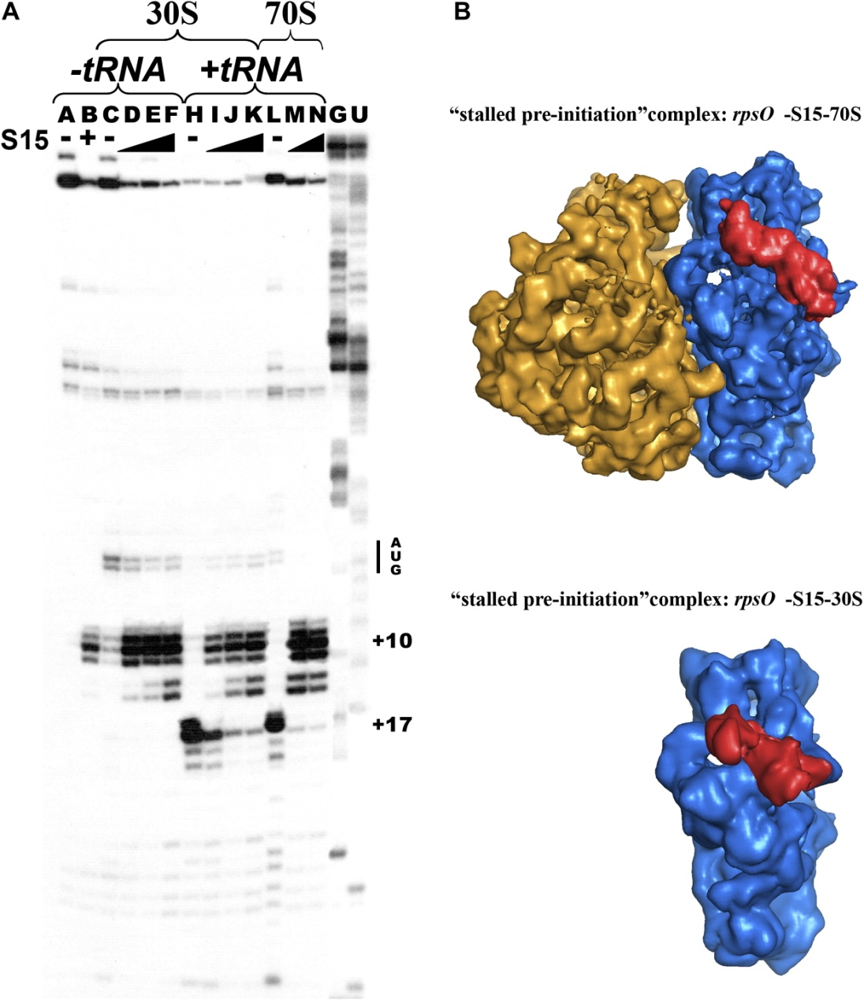 A
30S 70S
-tRNA +tRNA
A B C D E F H I J K L M N G U
S15 - + - - -
A
U
G
+10
+17
B
“stalled pre-initiation”complex: rpsO -S15-70S
“stalled pre-initiation”complex: rpsO -S15-30S